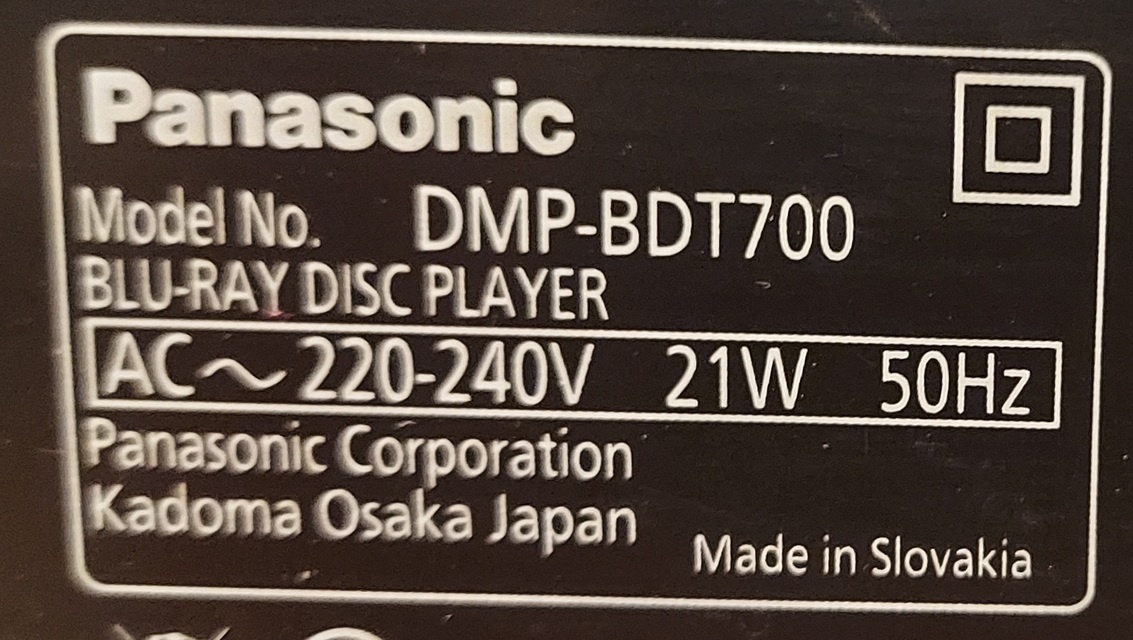 Panasonic
Model No. DMP-BDT700
BLU-RAY DISC PLAYER
AC ~ 220-240V 21W 50Hz
Panasonic Corporation
Kadoma Osaka Japan
Made in Slovakia